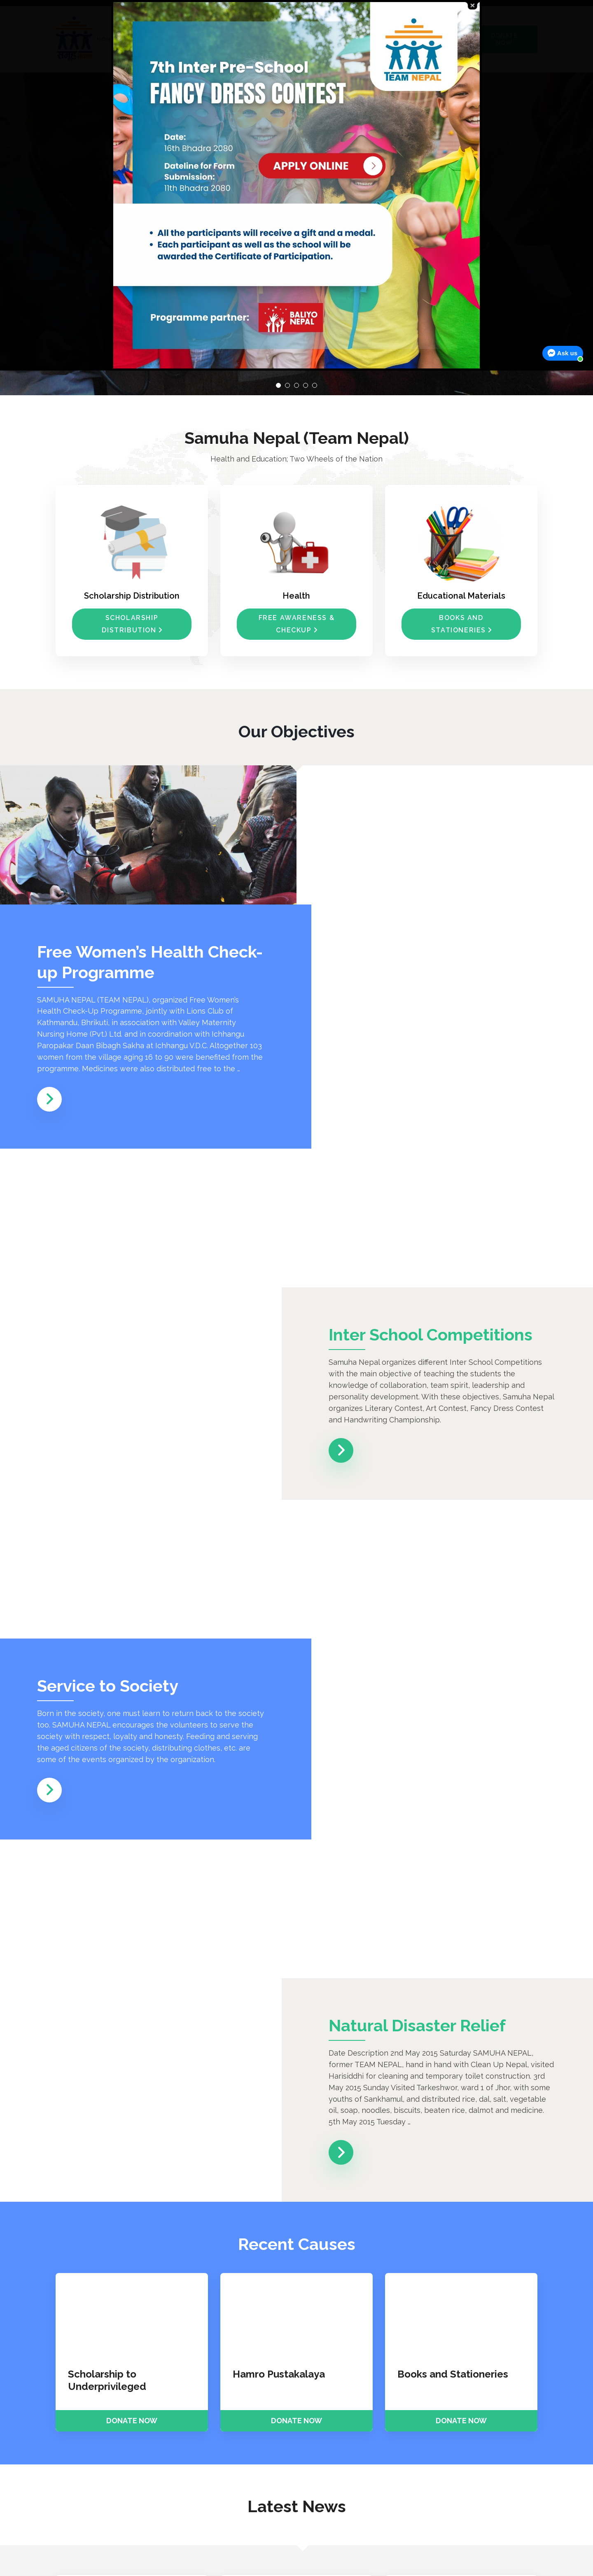 TEAM NEPAL
7th Inter Pre-School
FANCY DRESS CONTEST
Date:
16th Bhadra 2080
Dateline for Form
Submission:
11th Bhadra 2080
APPLY ONLINE
• All the participants will receive a gift and a medal.
• Each participant as well as the school will be
awarded the Certificate of Participation.
Programme partner:
BALIYO
NEPAL
Ask us
Samuha Nepal (Team Nepal)
Health and Education; Two Wheels of the Nation
Scholarship Distribution
SCHOLARSHIP
DISTRIBUTION
Health
FREE AWARENESS &
CHECKUP
Educational Materials
BOOKS AND
STATIONERIES
Our Objectives
Free Women’s Health Check-
up Programme
SAMUHA NEPAL (TEAM NEPAL), organized Free Women’s
Health Check-Up Programme, jointly with Lions Club of
Kathmandu, Bhrikuti, in association with Valley Maternity
Nursing Home (Pvt.) Ltd. and in coordination with Ichhangu
Paropakar Daan Bibagh Sakha at Ichhangu V.D.C. Altogether 103
women from the village aging 16 to 90 were benefited from the
programme. Medicines were also distributed free to the …
Inter School Competitions
Samuha Nepal organizes different Inter School Competitions
with the main objective of teaching the students the
knowledge of collaboration, team spirit, leadership and
personality development. With these objectives, Samuha Nepal
organizes Literary Contest, Art Contest, Fancy Dress Contest
and Handwriting Championship.
Service to Society
Born in the society, one must learn to return back to the society
too. SAMUHA NEPAL encourages the volunteers to serve the
society with respect, loyalty and honesty. Feeding and serving
the aged citizens of the society, distributing clothes, etc. are
some of the events organized by the organization.
Natural Disaster Relief
Date Description 2nd May 2015 Saturday SAMUHA NEPAL,
former TEAM NEPAL, hand in hand with Clean Up Nepal, visited
Harisiddhi for cleaning and temporary toilet construction. 3rd
May 2015 Sunday Visited Tarkeshwor, ward 1 of Jhor, with some
youths of Sankhamul, and distributed rice, dal, salt, vegetable
oil, soap, noodles, biscuits, beaten rice, dalmot and medicine.
5th May 2015 Tuesday …
Recent Causes
Scholarship to
Underprivileged
DONATE NOW
Hamro Pustakalaya
DONATE NOW
Books and Stationeries
DONATE NOW
Latest News